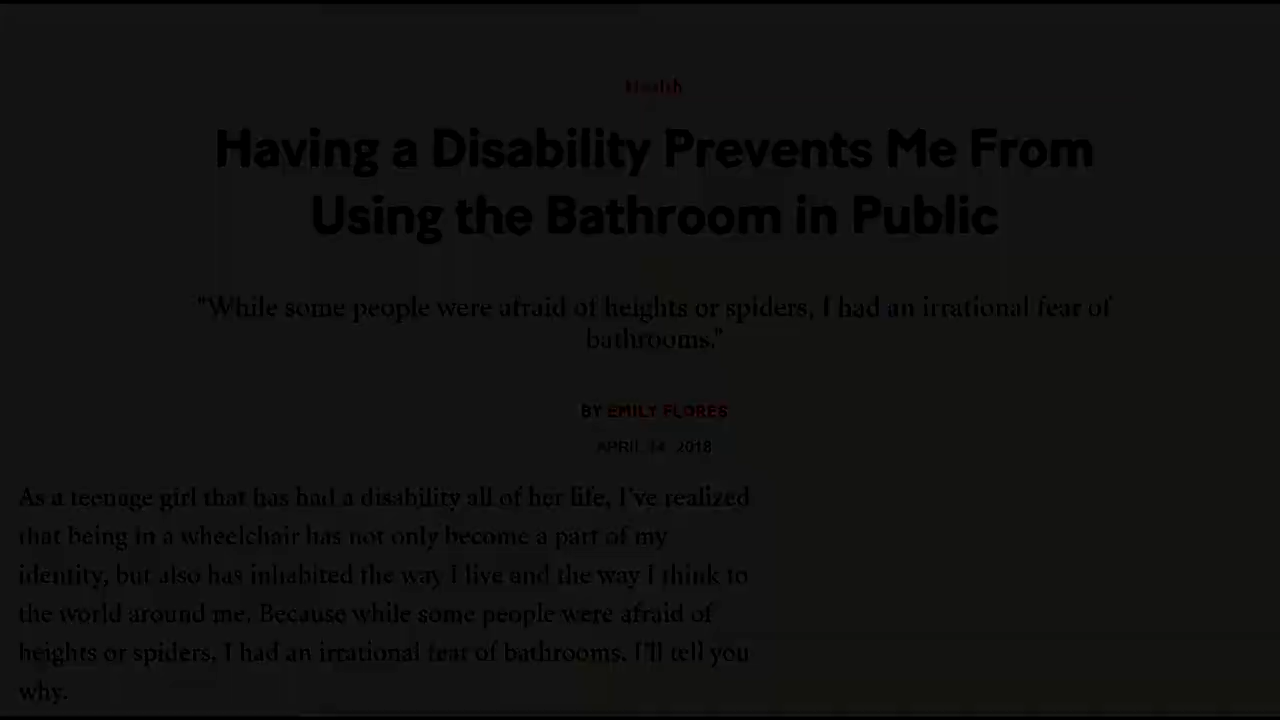 Health
Having a Disability Prevents Me From
Using the Bathroom in Public
"While some people were afraid of heights or spiders, I had an irrational fear of
bathrooms."
BY EMILY FLORES
APRIL 14, 2018
As a teenage girl that has had a disability all of her life, I've realized
that being in a wheelchair has not only become a part of my
identity, but also has inhabited the way I live and the way I think to
the world around me. Because while some people were afraid of
heights or spiders, I had an irrational fear of bathrooms. I'll tell you
why.